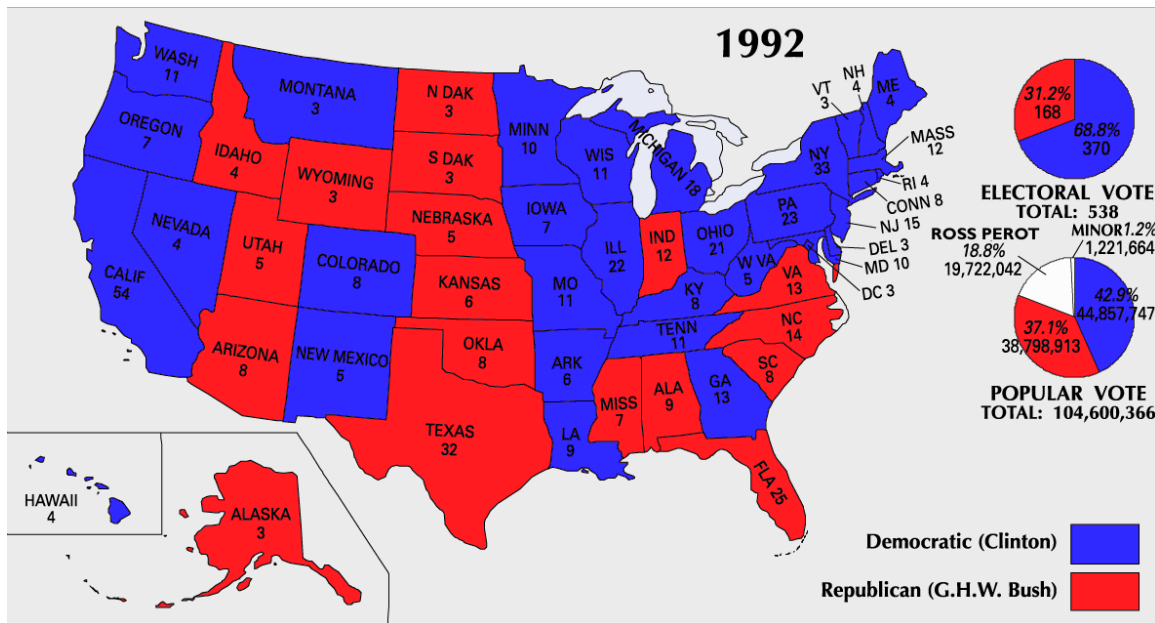 1992
WASH
11
OREGON
7
CALIF
54
NEVADA
4
IDAHO
4
MONTANA
3
WYOMING
3
UTAH
5
COLORADO
8
ARIZONA
8
NEW MEXICO
5
N DAK
3
S DAK
3
NEBRASKA
5
KANSAS
6
OKLA
8
TEXAS
32
MINN
10
IOWA
7
MO
11
ARK
6
LA
9
WIS
11
ILL
22
MICHIGAN 18
IND
12
OHIO
21
KY
8
TENN
11
MISS
7
ALA
9
GA
13
FLA 25
SC
8
NC
14
VA
13
W VA
5
PA
23
NY
33
VT
3
NH
4
ME
4
MASS
12
RI 4
CONN 8
NJ 15
DEL 3
MD 10
DC 3
HAWAII
4
ALASKA
3
31.2%
168
68.8%
370
ELECTORAL VOTE
TOTAL: 538
ROSS PEROT
18.8%
19,722,042
MINOR1.2%
1,221,664
42.9%
44,857,747
37.1%
38,798,913
POPULAR VOTE
TOTAL: 104,600,366
Democratic (Clinton)
Republican (G.H.W. Bush)